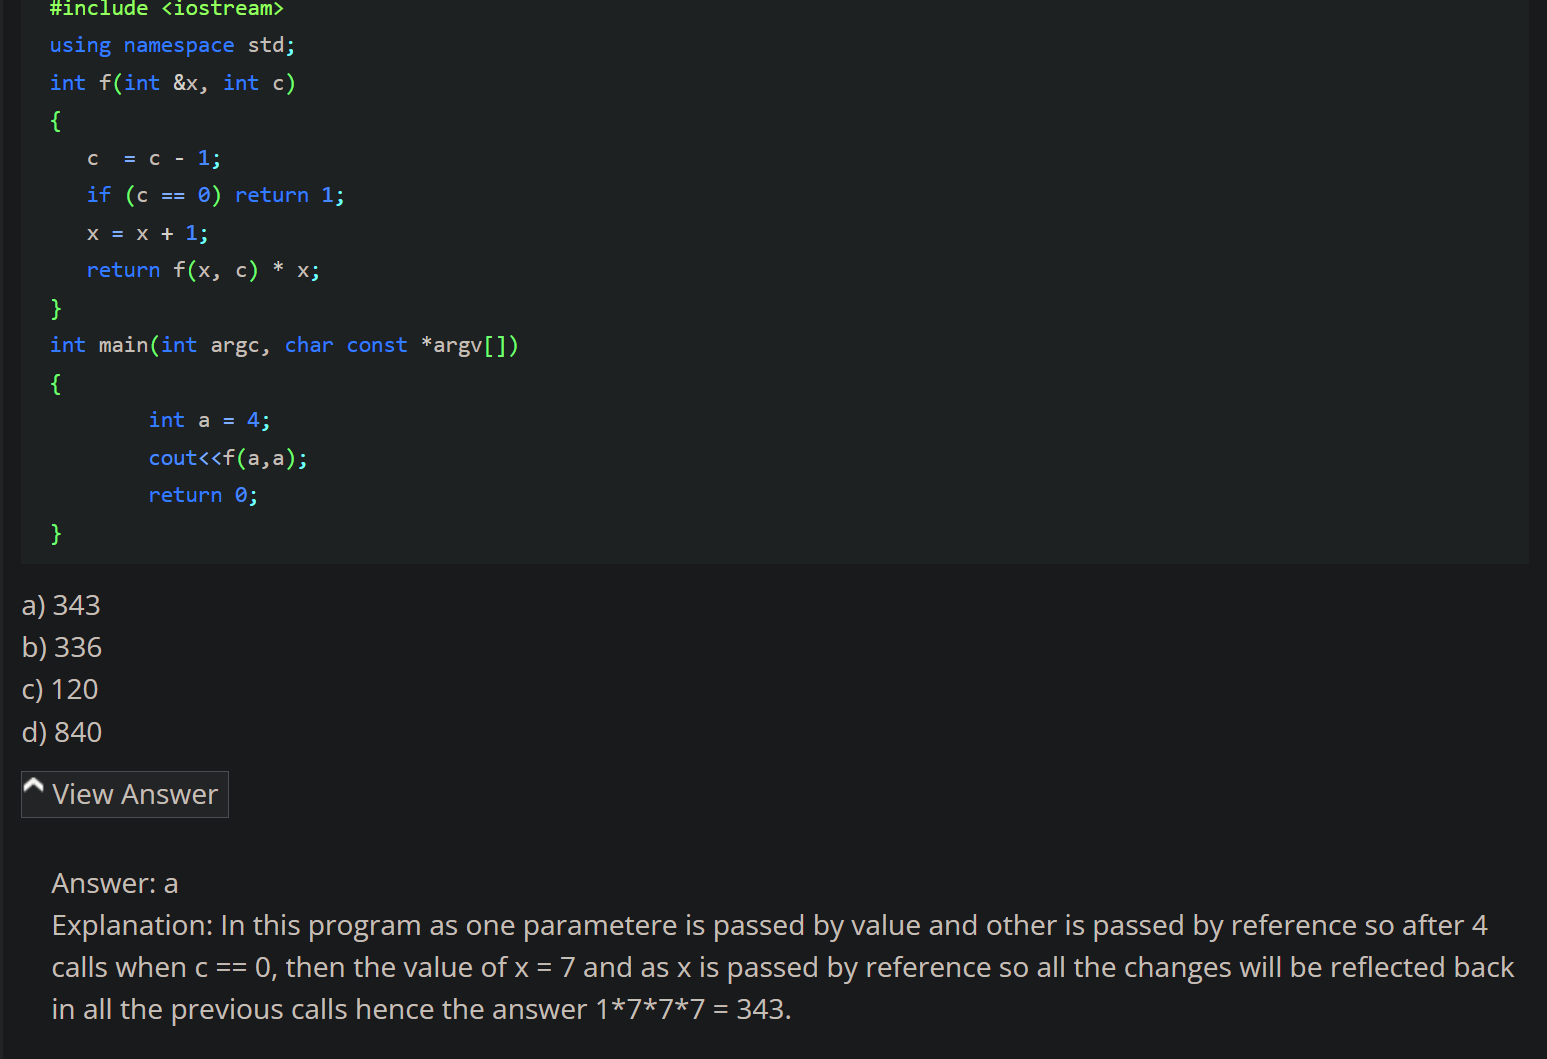 #include <iostream>
using namespace std;
int f(int &x, int c)
{
   c  = c - 1;
   if (c == 0) return 1;
   x = x + 1;
   return f(x, c) * x;
}
int main(int argc, char const *argv[])
{
        int a = 4;
        cout<<f(a,a);
        return 0;
}
a) 343
b) 336
c) 120
d) 840
View Answer
Answer: a
Explanation: In this program as one parametere is passed by value and other is passed by reference so after 4
calls when c == 0, then the value of x = 7 and as x is passed by reference so all the changes will be reflected back
in all the previous calls hence the answer 1*7*7*7 = 343.